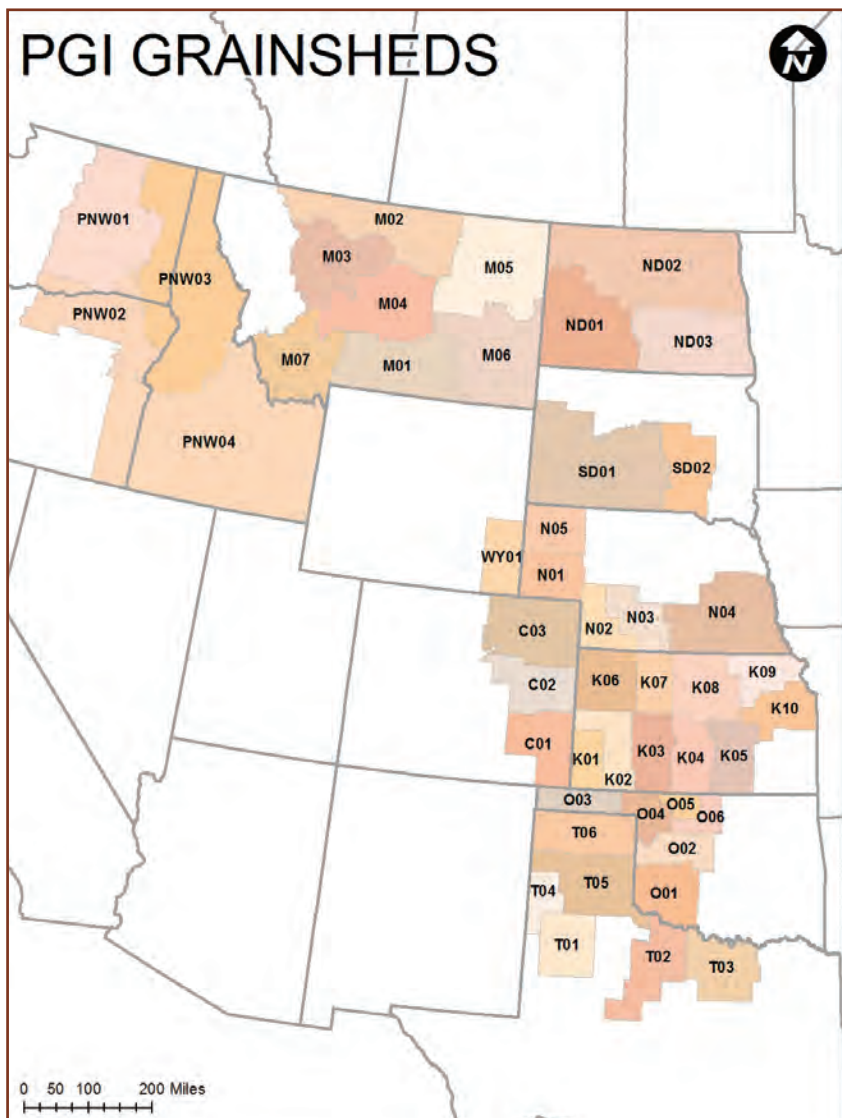 PGI GRAINSHEDS
N
PNW01
M02
M03
M05
PNW03
ND02
M04
PNW02
ND01
ND03
M07
M01
M06
PNW04
SD01
SD02
N05
WY01
N01
N02
N03
N04
C03
K09
C02
K06
K07
K08
K10
C01
K01
K03
K04
K05
K02
O03
O05
O04
O06
T06
O02
T04
T05
O01
T01
T02
T03
0 50 100 200 Miles